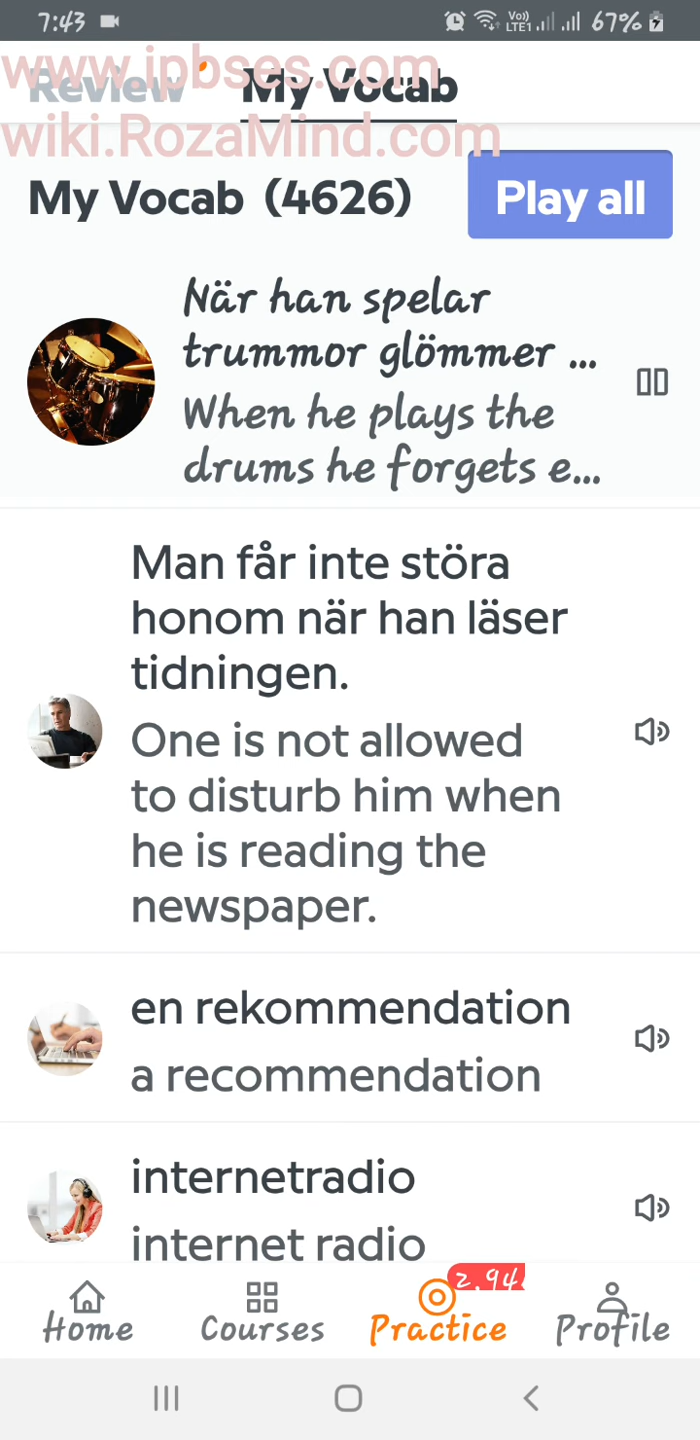 7:43
Vo))
LTE1
67%
www.ipbses.com
Review
My Vocab
wiki.RozaMind.com
My Vocab (4626)
Play all
När han spelar
trummor glömmer ...
When he plays the
drums he forgets e...
Man får inte störa
honom när han läser
tidningen.
One is not allowed
to disturb him when
he is reading the
newspaper.
en rekommendation
a recommendation
internetradio
internet radio
2,94
Home
Courses
Practice
Profile